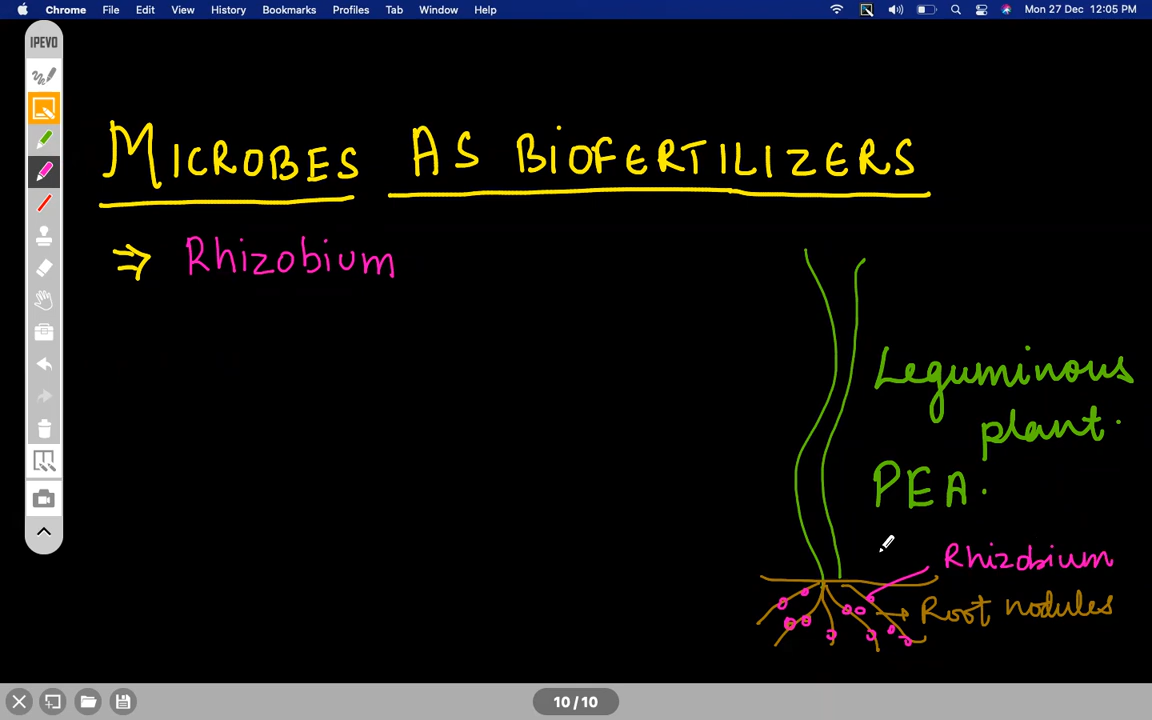 Chrome File Edit View History Bookmarks Profiles Tab Window Help Mon 27 Dec 12:05 PM
IPEVO
MICROBES AS BIOFERTILIZERS
⇒ Rhizobium
Leguminous
plant.
PEA.
Rhizobium
Root nodules
10/10